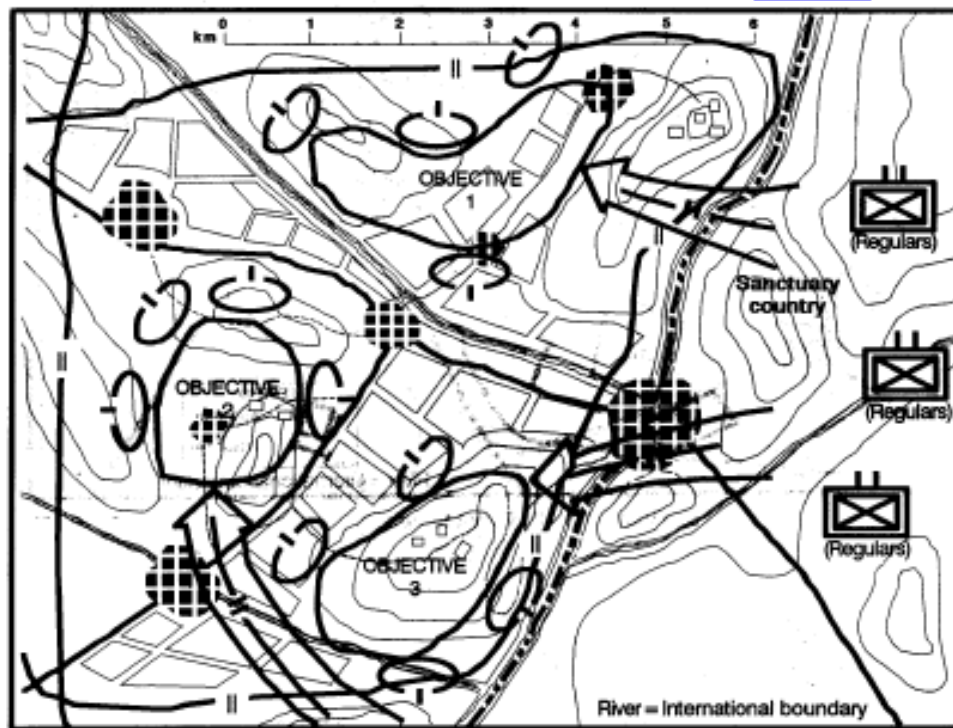 0 1 2 3 4 5 6
km
OBJECTIVE
1
(Regulars)
Sanctuary
country
OBJECTIVE
2
(Regulars)
(Regulars)
OBJECTIVE
3
River = International boundary